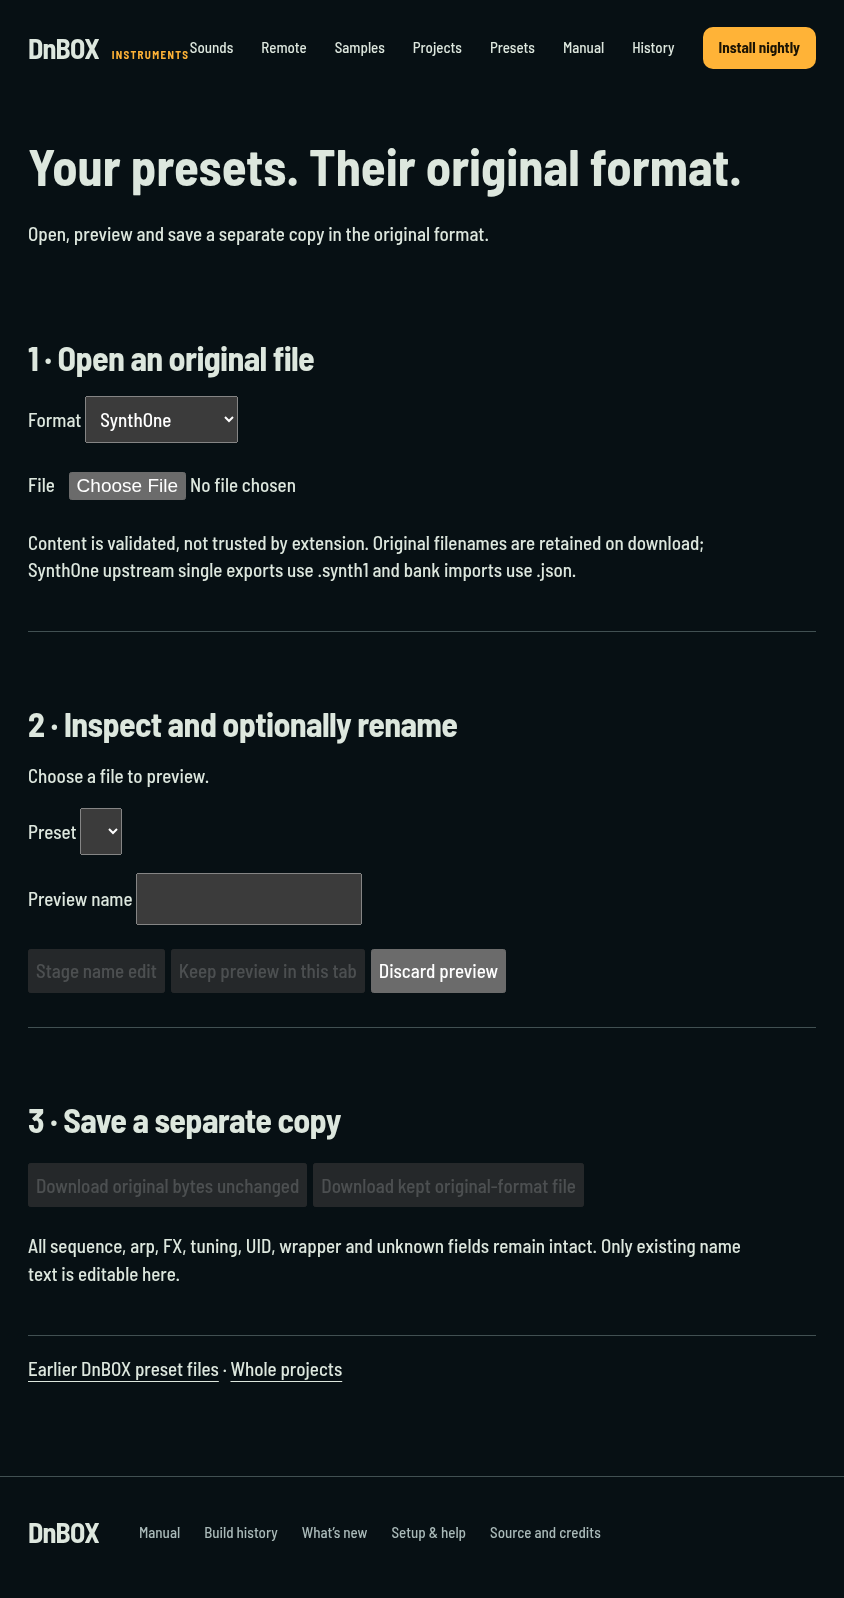 DnBOX INSTRUMENTS Sounds Remote Samples Projects Presets Manual History Install nightly
Your presets. Their original format.
Open, preview and save a separate copy in the original format.
1 · Open an original file
Format SynthOne
File Choose File No file chosen
Content is validated, not trusted by extension. Original filenames are retained on download;
SynthOne upstream single exports use .synth1 and bank imports use .json.
2 · Inspect and optionally rename
Choose a file to preview.
Preset
Preview name
Stage name edit Keep preview in this tab Discard preview
3 · Save a separate copy
Download original bytes unchanged Download kept original-format file
All sequence, arp, FX, tuning, UID, wrapper and unknown fields remain intact. Only existing name
text is editable here.
Earlier DnBOX preset files · Whole projects
DnBOX Manual Build history What's new Setup & help Source and credits